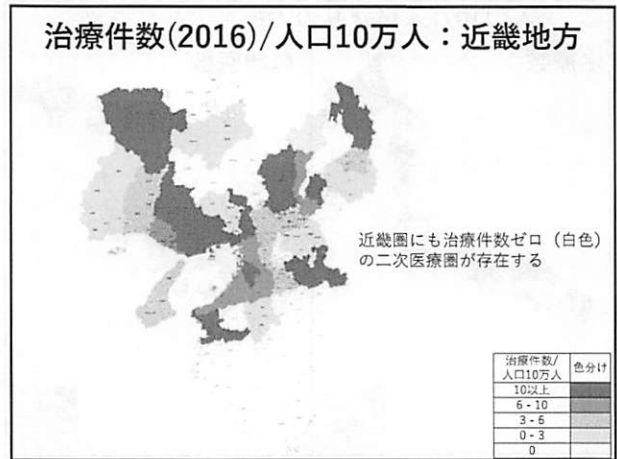 治療件数(2016)/人口10万人：近畿地方
近畿圏にも治療件数ゼロ（白色）
の二次医療圏が存在する
治療件数/
人口10万人 色分け
10以上
6 - 10
3 - 6
0 - 3
0